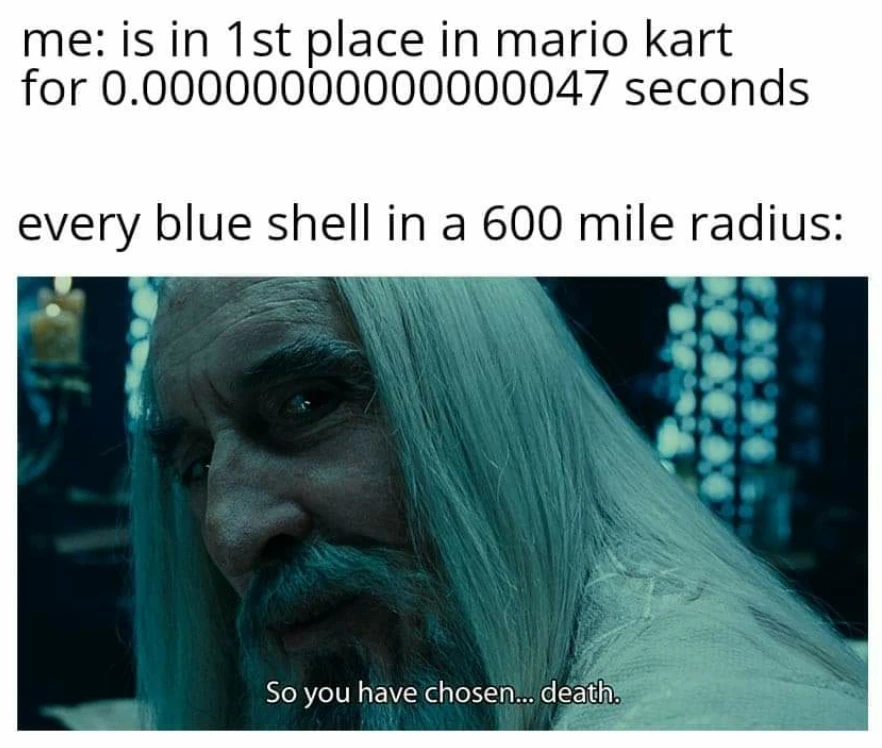 me: is in 1st place in mario kart
for 0.00000000000000000047 seconds
every blue shell in a 600 mile radius:
So you have chosen... death.